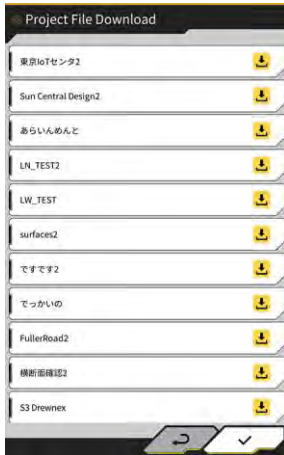 Project File Download
東京IoTセンタ2
Sun Central Design2
あらいんめんと
LN_TEST2
LW_TEST
surfaces2
ですです2
でっかいの
FullerRoad2
横断面確認2
S3 Drewnex